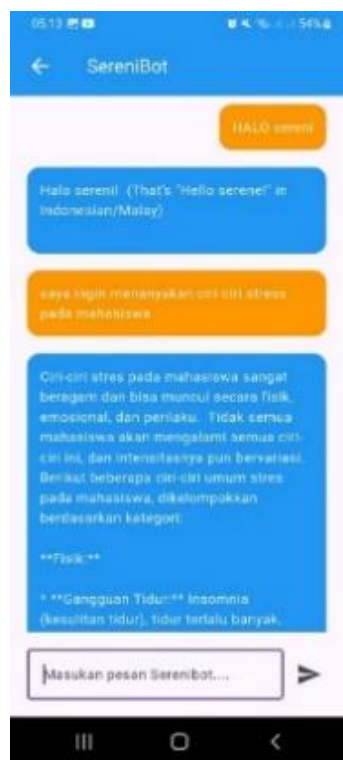 05.13
54%
SereniBot
HALO sereni
Halo sereni! (That's "Hello serene!" in
Indonesian/Malay)
saya ingin menanyakan ciri ciri stress
pada mahasiswa
Ciri-ciri stres pada mahasiswa sangat
beragam dan bisa muncul secara fisik,
emosional, dan perilaku. Tidak semua
mahasiswa akan mengalami semua ciri-
ciri ini, dan intensitasnya pun bervariasi.
Berikut beberapa ciri-ciri umum stres
pada mahasiswa, dikelompokkan
berdasarkan kategori:
**Fisik:**
* **Gangguan Tidur:** Insomnia
(kesulitan tidur), tidur terlalu banyak,
Masukan pesan Serenibot....